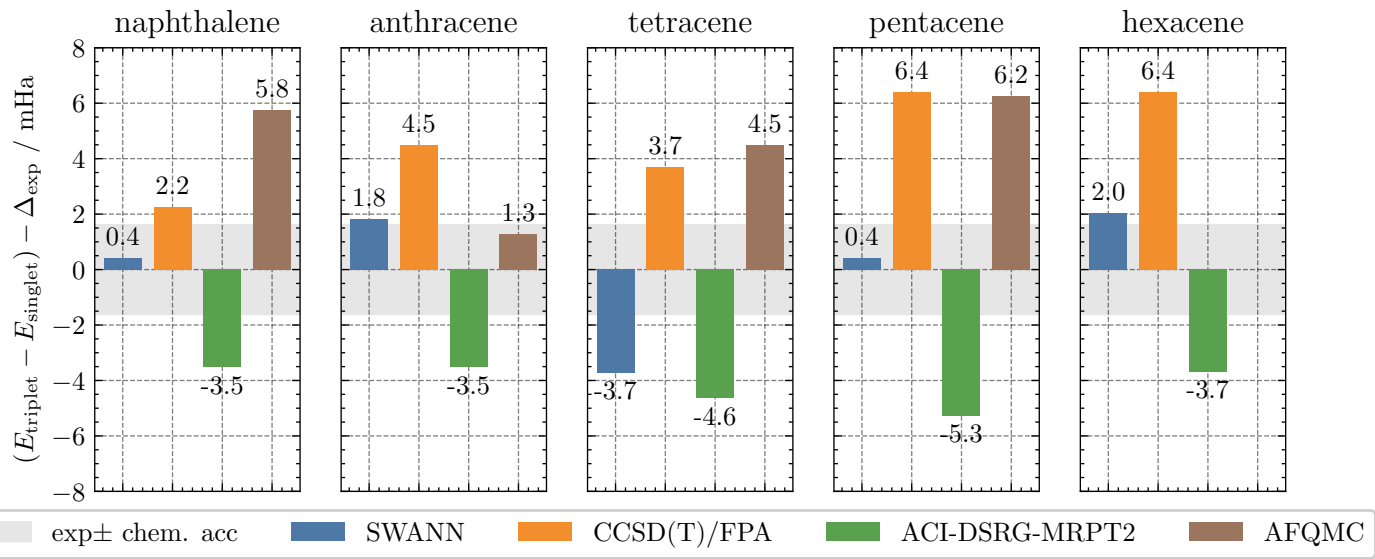 naphthalene anthracene tetracene pentacene hexacene
(E_triplet − E_singlet) − Δ_exp / mHa
8
6
4
2
0
−2
−4
−6
−8
0.4 2.2 -3.5 5.8
1.8 4.5 -3.5 1.3
-3.7 3.7 -4.6 4.5
0.4 6.4 -5.3 6.2
2.0 6.4 -3.7
exp± chem. acc SWANN CCSD(T)/FPA ACI-DSRG-MRPT2 AFQMC